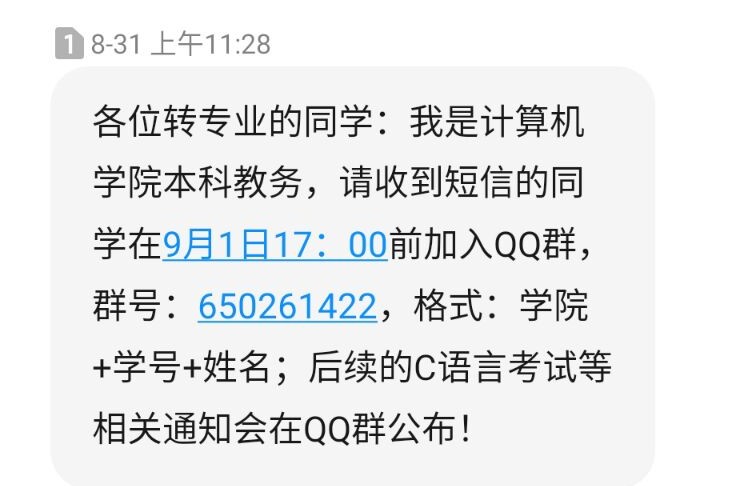 1 8-31 上午11:28
各位转专业的同学：我是计算机
学院本科教务，请收到短信的同
学在9月1日17：00前加入QQ群，
群号：650261422，格式：学院
+学号+姓名；后续的C语言考试等
相关通知会在QQ群公布！